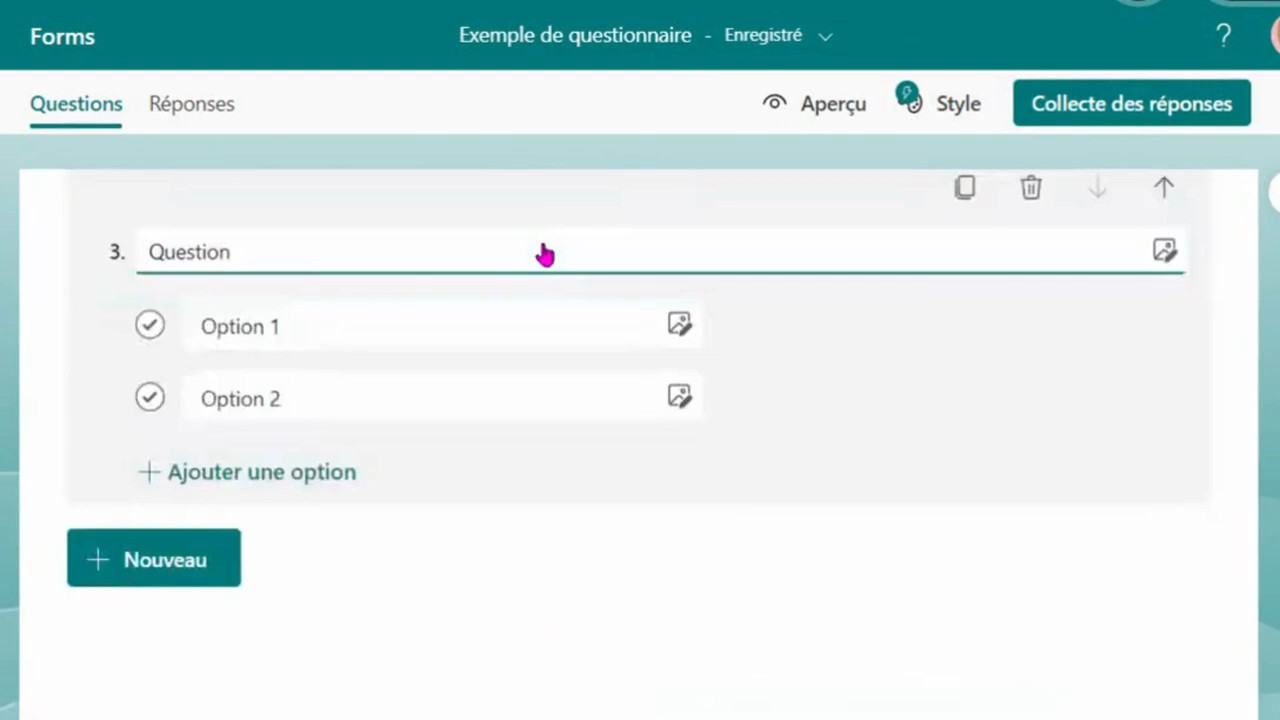 Forms
Exemple de questionnaire - Enregistré
?
Questions Réponses
Aperçu Style Collecte des réponses
3. Question
Option 1
Option 2
+ Ajouter une option
+ Nouveau